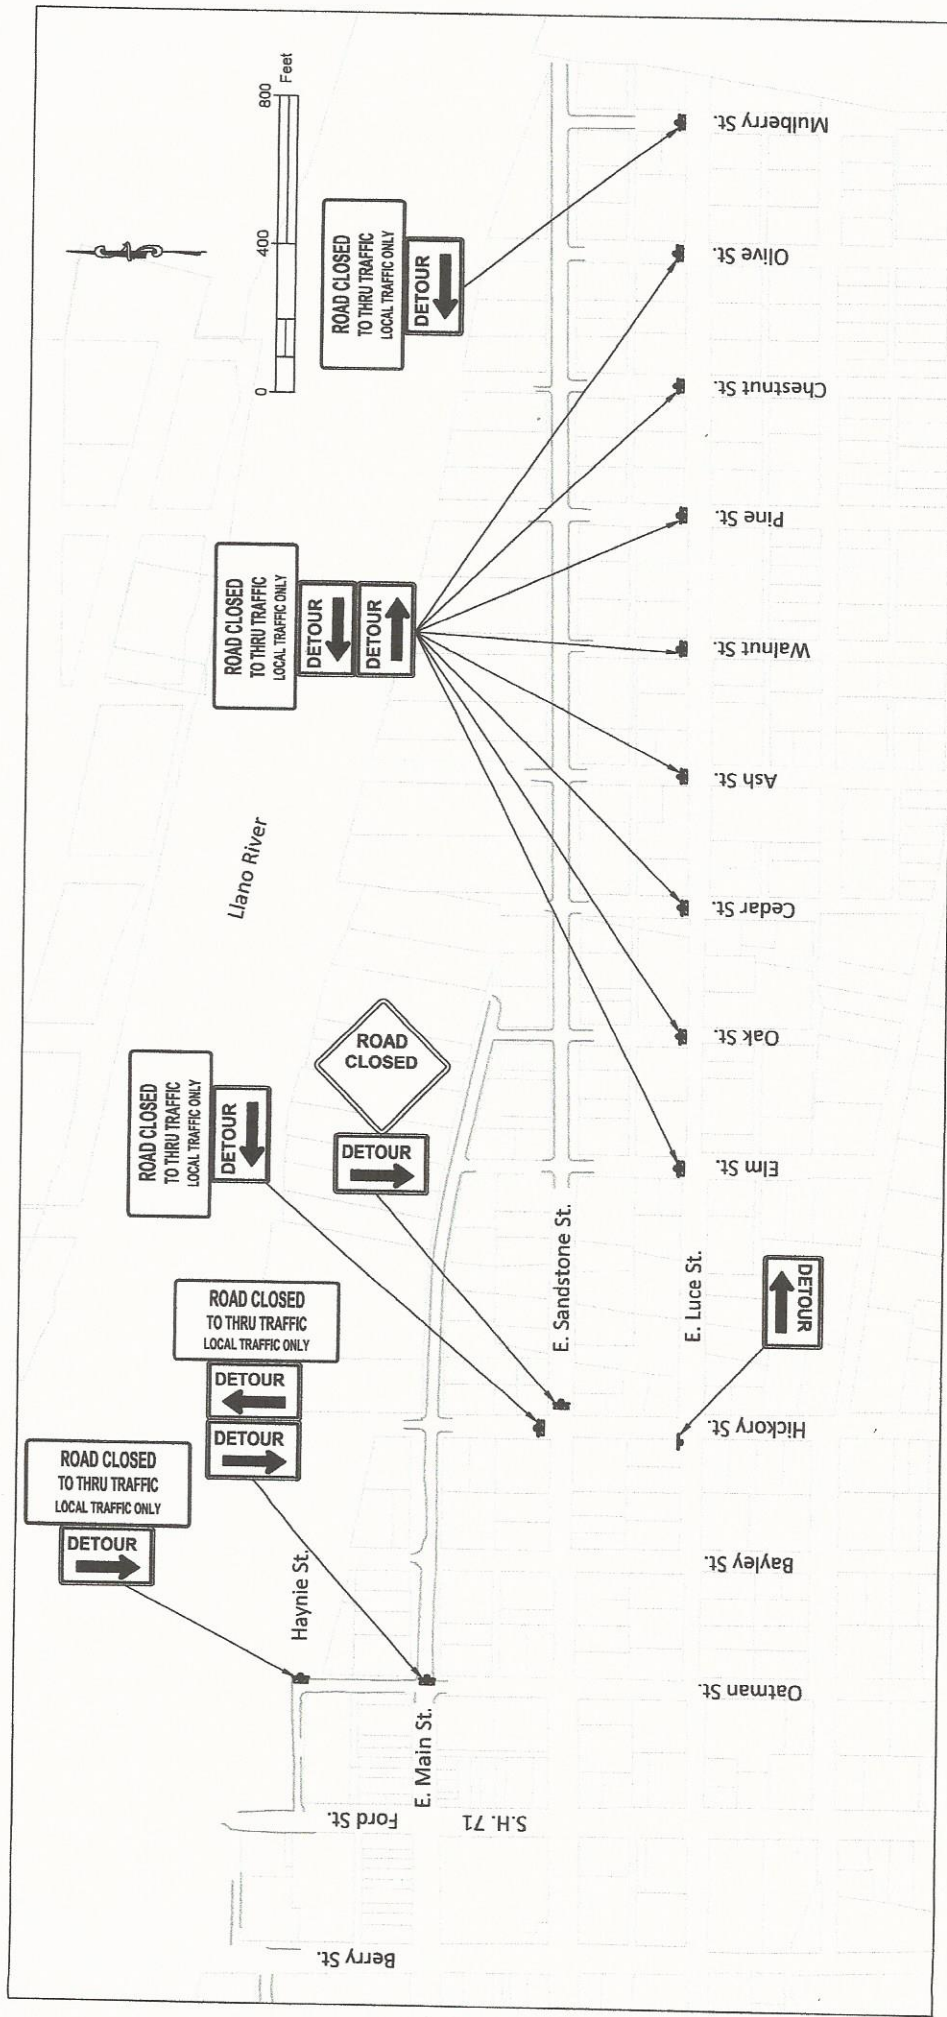 ROAD CLOSED
TO THRU TRAFFIC
LOCAL TRAFFIC ONLY
DETOUR
ROAD CLOSED
TO THRU TRAFFIC
LOCAL TRAFFIC ONLY
DETOUR
DETOUR
ROAD CLOSED
TO THRU TRAFFIC
LOCAL TRAFFIC ONLY
DETOUR
ROAD
CLOSED
DETOUR
ROAD CLOSED
TO THRU TRAFFIC
LOCAL TRAFFIC ONLY
DETOUR
DETOUR
ROAD CLOSED
TO THRU TRAFFIC
LOCAL TRAFFIC ONLY
DETOUR
0 400 800
Feet
Llano River
Haynie St.
E. Main St.
E. Sandstone St.
E. Luce St.
DETOUR
Berry St.
Ford St.
S.H. 71
Oatman St.
Bayley St.
Hickory St.
Elm St.
Oak St.
Cedar St.
Ash St.
Walnut St.
Pine St.
Chestnut St.
Olive St.
Mulberry St.